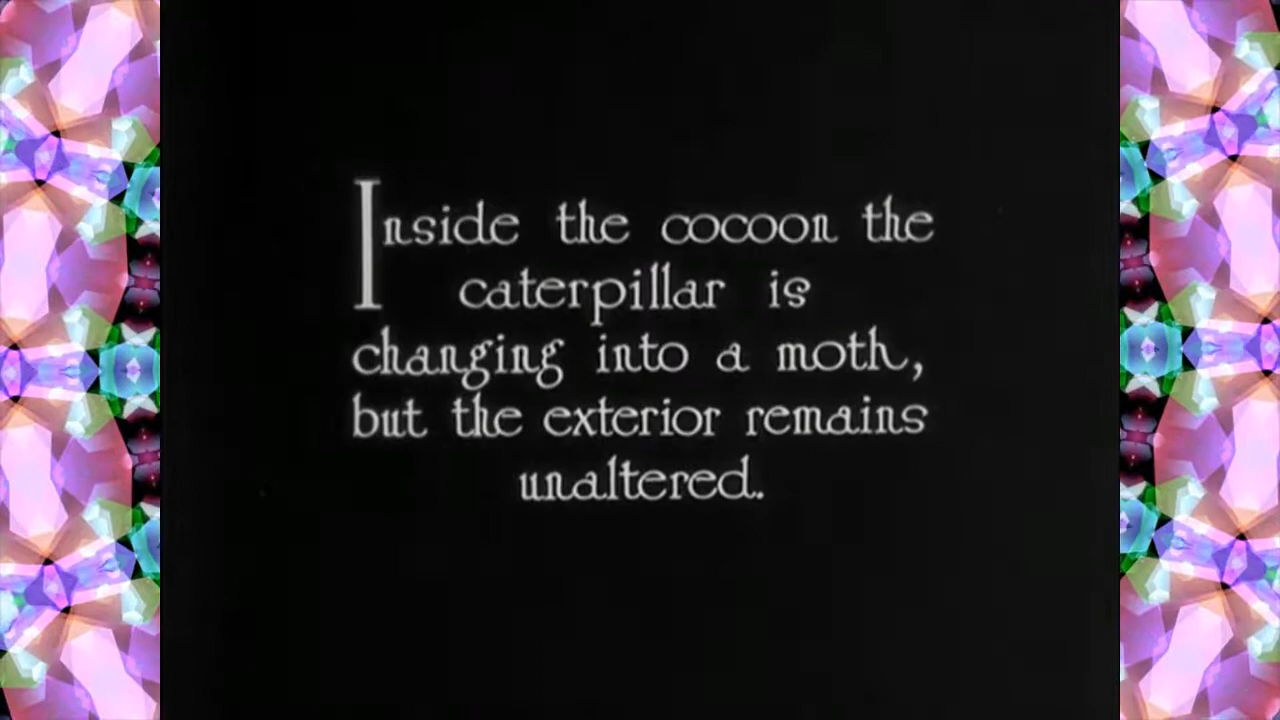 Inside the cocoon the
caterpillar is
changing into a moth,
but the exterior remains
unaltered.